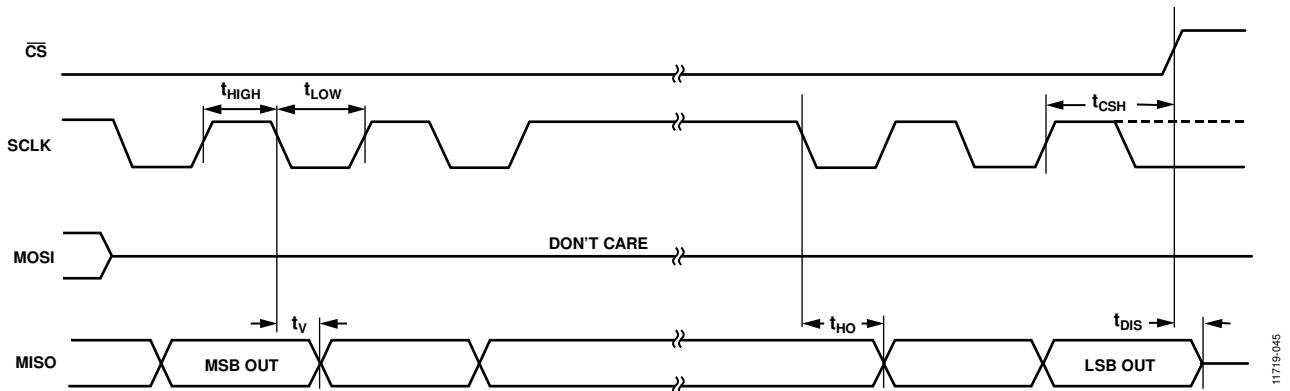 CS
tHIGH
tLOW
tCSH
SCLK
MOSI
DON'T CARE
tV
tHO
tDIS
MISO
MSB OUT
LSB OUT
11719-045